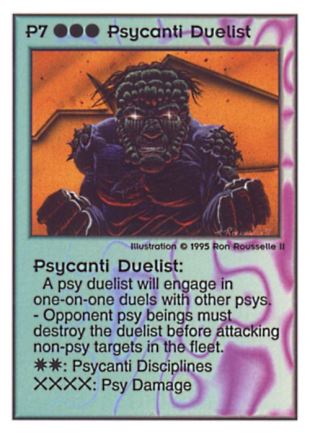 P7 ●●● Psycanti Duelist
Illustration © 1995 Ron Rousselle II
Psycanti Duelist:
A psy duelist will engage in
one-on-one duels with other psys.
- Opponent psy beings must
destroy the duelist before attacking
non-psy targets in the fleet.
✷✷: Psycanti Disciplines
XXXX: Psy Damage